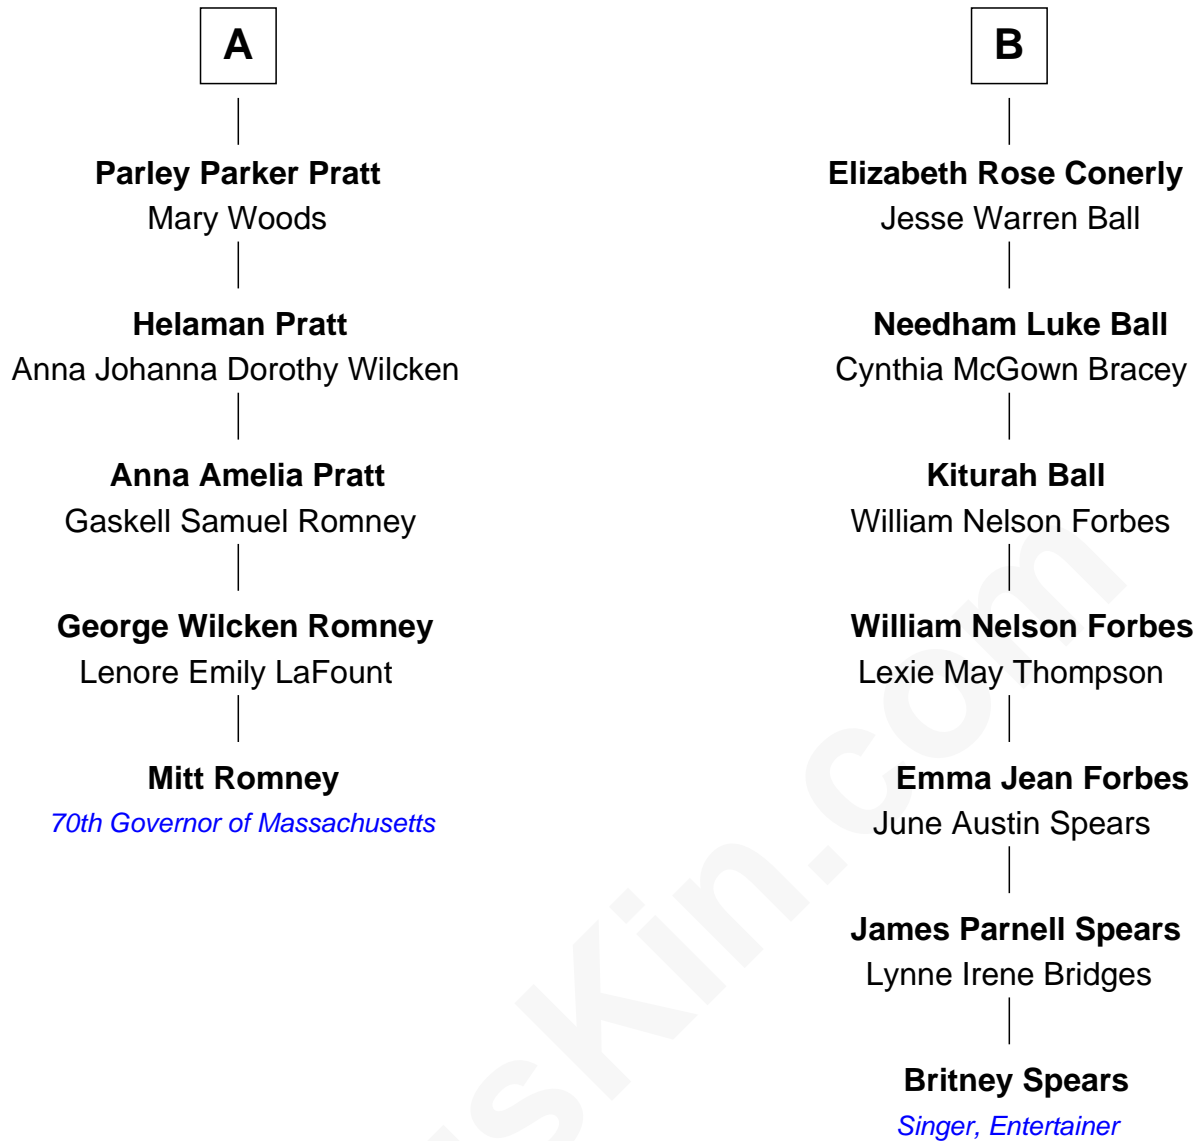 A
Parley Parker Pratt
Mary Woods
Helaman Pratt
Anna Johanna Dorothy Wilcken
Anna Amelia Pratt
Gaskell Samuel Romney
George Wilcken Romney
Lenore Emily LaFount
Mitt Romney
70th Governor of Massachusetts
B
Elizabeth Rose Conerly
Jesse Warren Ball
Needham Luke Ball
Cynthia McGown Bracey
Kiturah Ball
William Nelson Forbes
William Nelson Forbes
Lexie May Thompson
Emma Jean Forbes
June Austin Spears
James Parnell Spears
Lynne Irene Bridges
Britney Spears
Singer, Entertainer